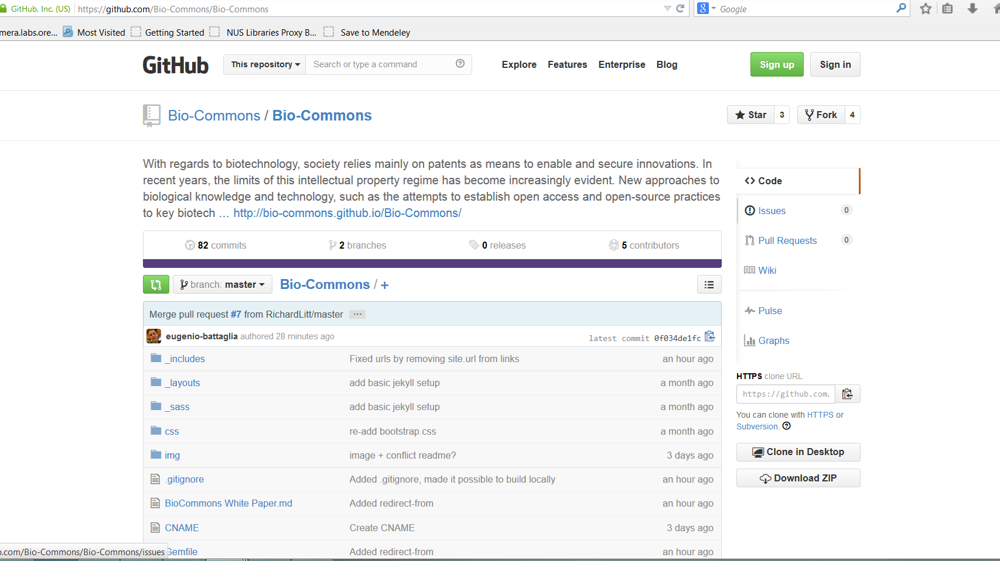 GitHub, Inc. (US) https://github.com/Bio-Commons/Bio-Commons 8 Google
mera.labs.ore... Most Visited Getting Started NUS Libraries Proxy B... Save to Mendeley
GitHub This repository Search or type a command Explore Features Enterprise Blog Sign up Sign in
Bio-Commons / Bio-Commons Star 3 Fork 4
With regards to biotechnology, society relies mainly on patents as means to enable and secure innovations. In
recent years, the limits of this intellectual property regime has become increasingly evident. New approaches to
biological knowledge and technology, such as the attempts to establish open access and open-source practices
to key biotech … http://bio-commons.github.io/Bio-Commons/
82 commits 2 branches 0 releases 5 contributors
branch: master Bio-Commons / +
Merge pull request #7 from RichardLitt/master ...
eugenio-battaglia authored 28 minutes ago latest commit 0f034de1fc
_includes Fixed urls by removing site.url from links an hour ago
_layouts add basic jekyll setup a month ago
_sass add basic jekyll setup a month ago
css re-add bootstrap.css a month ago
img image + conflict readme? 3 days ago
.gitignore Added .gitignore, made it possible to build locally an hour ago
BioCommons White Paper.md Added redirect-from an hour ago
CNAME Create CNAME 3 days ago
Gemfile Added redirect-from an hour ago
Code
Issues 0
Pull Requests 0
Wiki
Pulse
Graphs
HTTPS clone URL
https://github.com/
You can clone with HTTPS or
Subversion.
Clone in Desktop
Download ZIP
b.com/Bio-Commons/Bio-Commons/issues